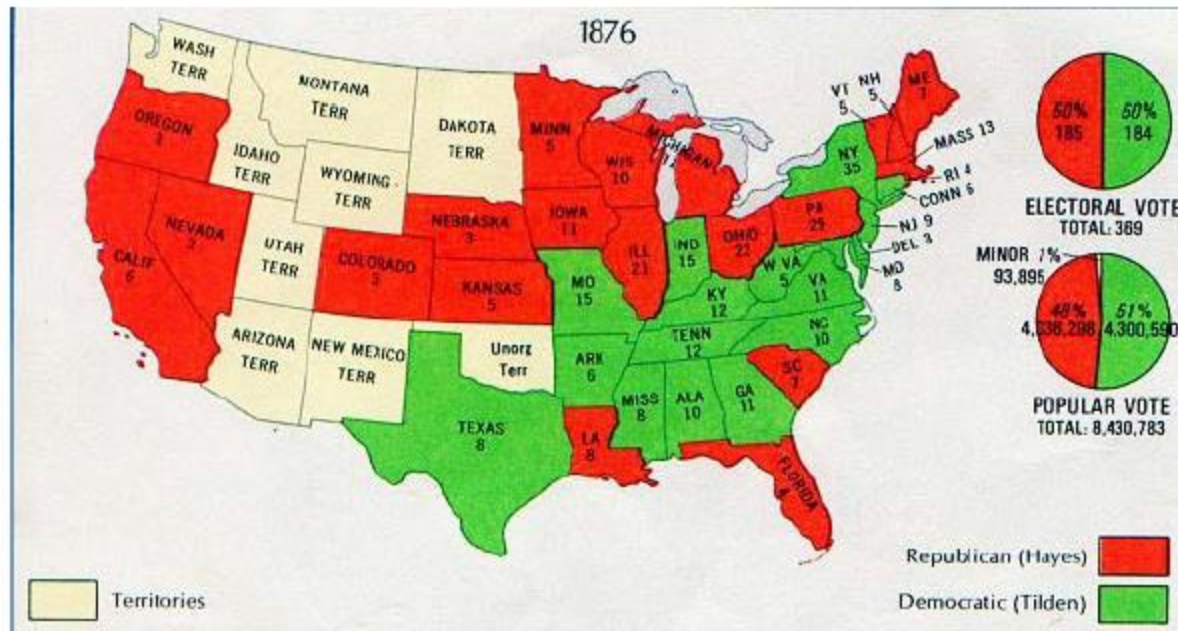 1876
WASH
TERR
MONTANA
TERR
DAKOTA
TERR
MINN
5
OREGON
3
IDAHO
TERR
WYOMING
TERR
WIS
10
MICHIGAN
VT
5
NH
5
ME
7
MASS 13
NY
35
RI 4
CONN 6
NJ 9
DEL 3
MD
8
NEVADA
3
CALIF
6
UTAH
TERR
COLORADO
3
NEBRASKA
3
KANSAS
5
IOWA
11
ILL
21
IND
15
OHIO
22
PA
29
W VA
5
VA
11
MO
15
KY
12
TENN
12
NC
10
ARIZONA
TERR
NEW MEXICO
TERR
Unorg
Terr
ARK
6
SC
7
TEXAS
8
LA
8
MISS
8
ALA
10
GA
11
FLORIDA
4
50%
185
50%
184
ELECTORAL VOTE
TOTAL: 369
MINOR 1%
93,895
48%
51%
4,300,590
POPULAR VOTE
TOTAL: 8,430,783
Republican (Hayes)
Democratic (Tilden)
Territories